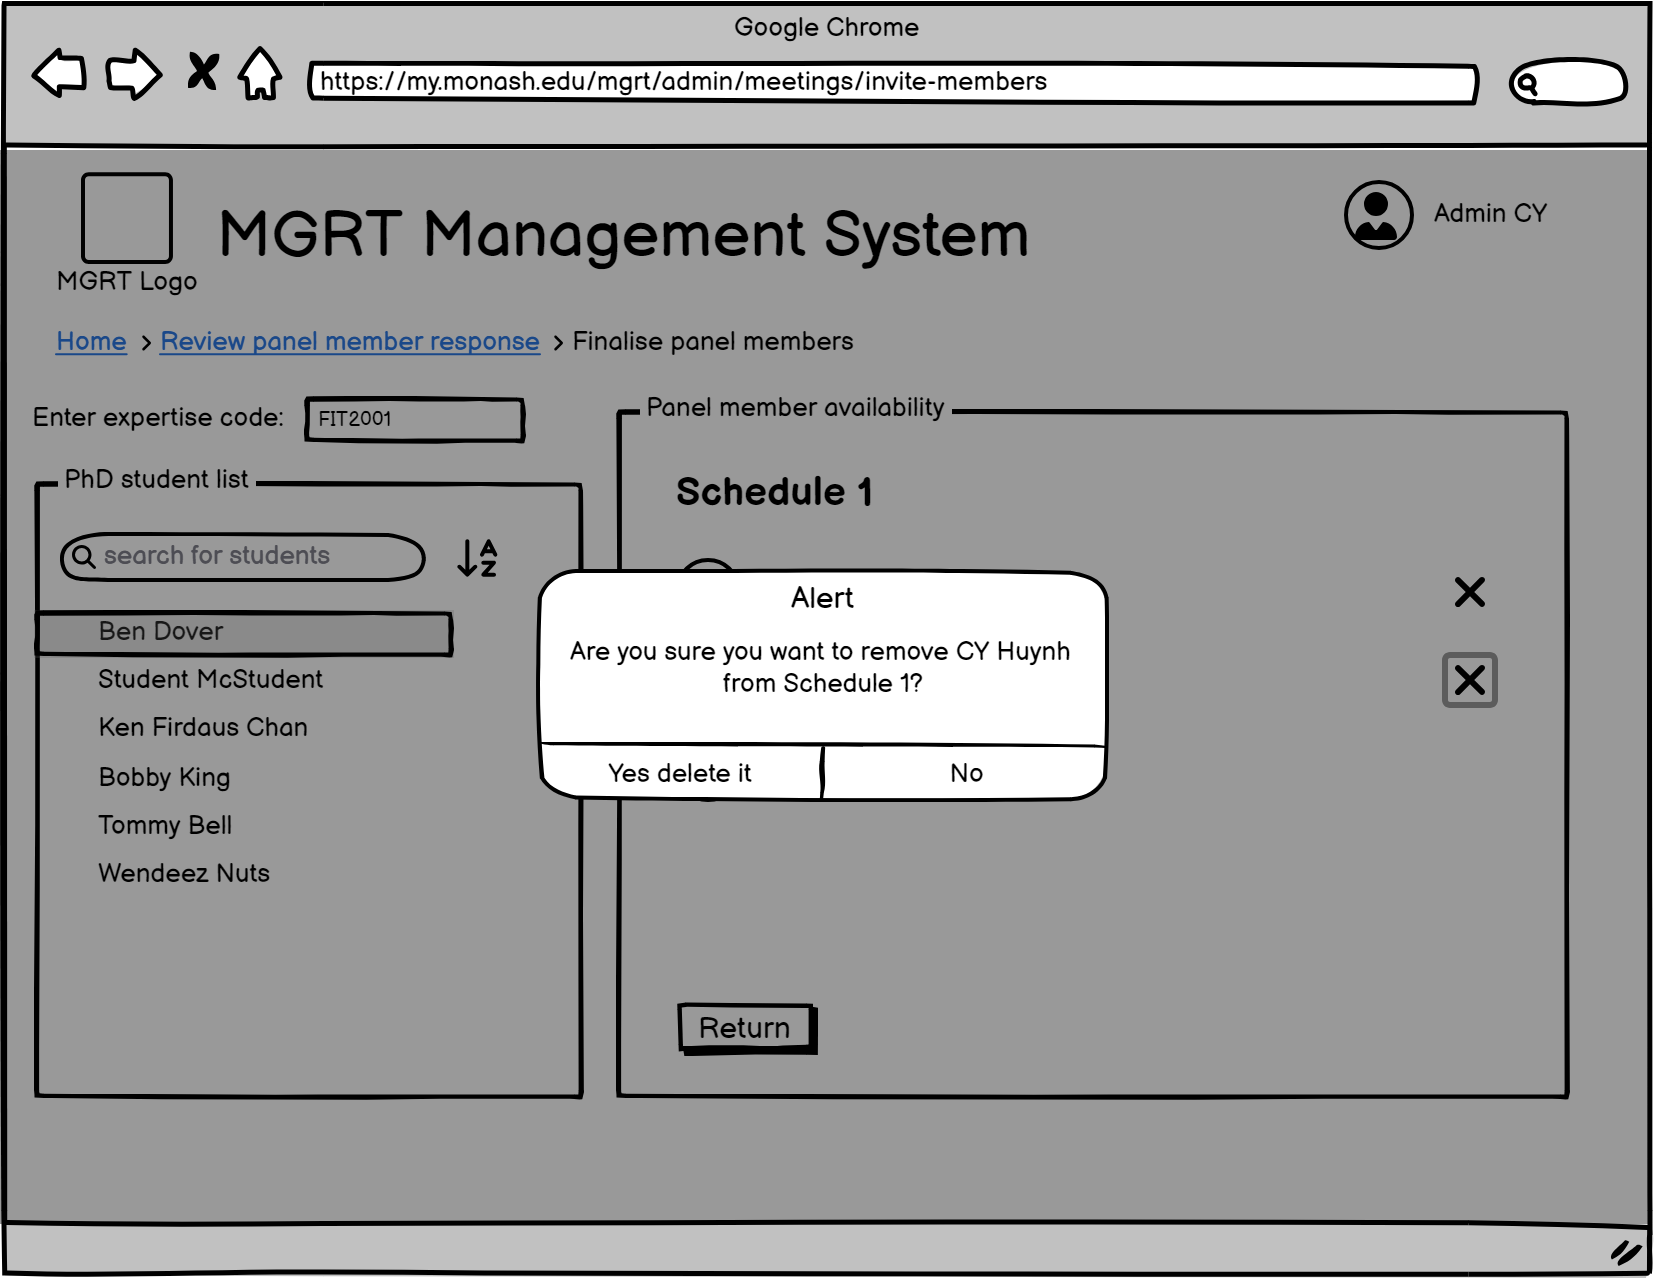 Google Chrome
https://my.monash.edu/mgrt/admin/meetings/invite-members
MGRT Logo
MGRT Management System
Admin CY
Home > Review panel member response > Finalise panel members
Enter expertise code: FIT2001
PhD student list
search for students
A
Z
Ben Dover
Student McStudent
Ken Firdaus Chan
Bobby King
Tommy Bell
Wendeez Nuts
Panel member availability
Schedule 1
Alert
Are you sure you want to remove CY Huynh
from Schedule 1?
Yes delete it
No
Return